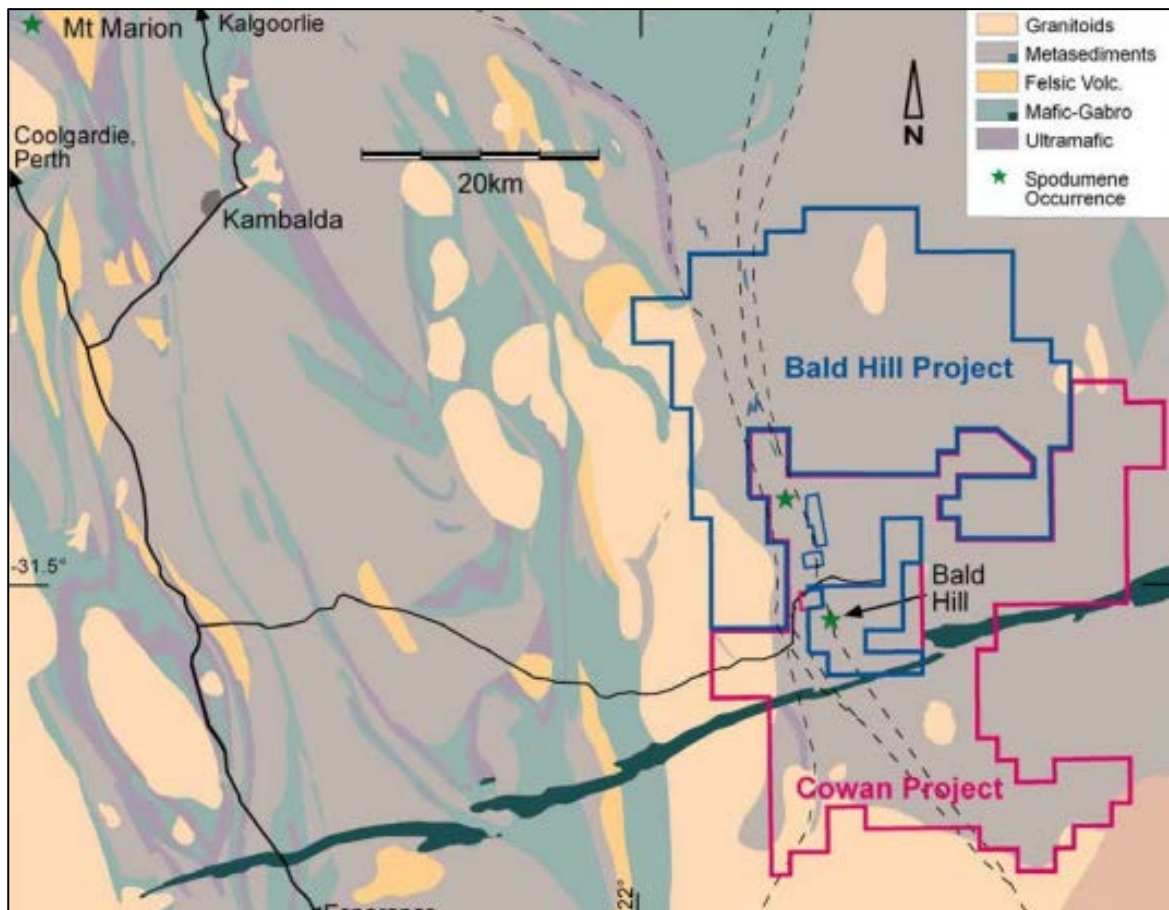 Mt Marion
Kalgoorlie
Coolgardie,
Perth
Kambalda
20km
N
Granitoids
Metasediments
Felsic Volc.
Mafic-Gabro
Ultramafic
Spodumene
Occurrence
Bald Hill Project
-31.5°
Bald
Hill
Cowan Project
22°